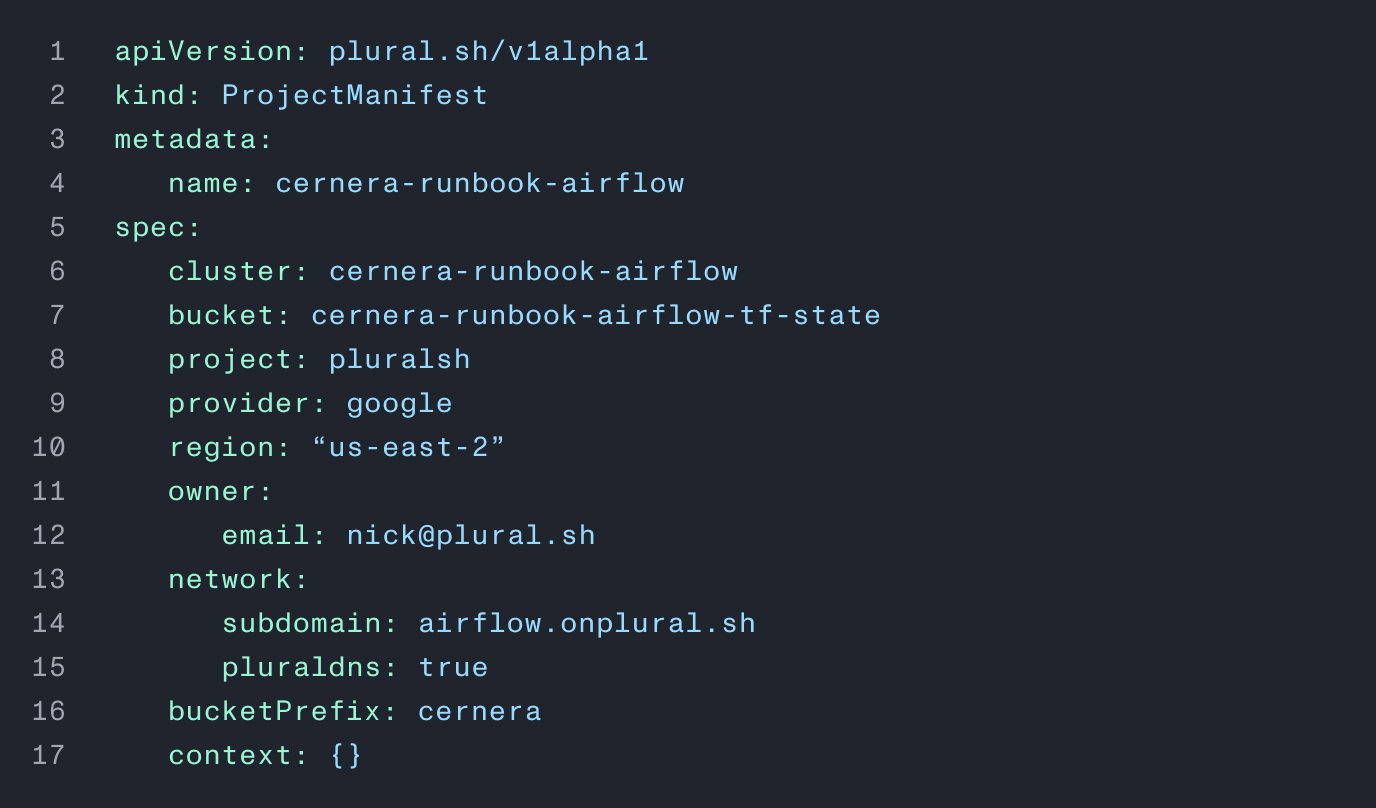 1 apiVersion: plural.sh/v1alpha1
2 kind: ProjectManifest
3 metadata:
4    name: cernera-runbook-airflow
5 spec:
6    cluster: cernera-runbook-airflow
7    bucket: cernera-runbook-airflow-tf-state
8    project: pluralsh
9    provider: google
10    region: “us-east-2”
11    owner:
12       email: nick@plural.sh
13    network:
14       subdomain: airflow.onplural.sh
15       pluraldns: true
16    bucketPrefix: cernera
17    context: {}